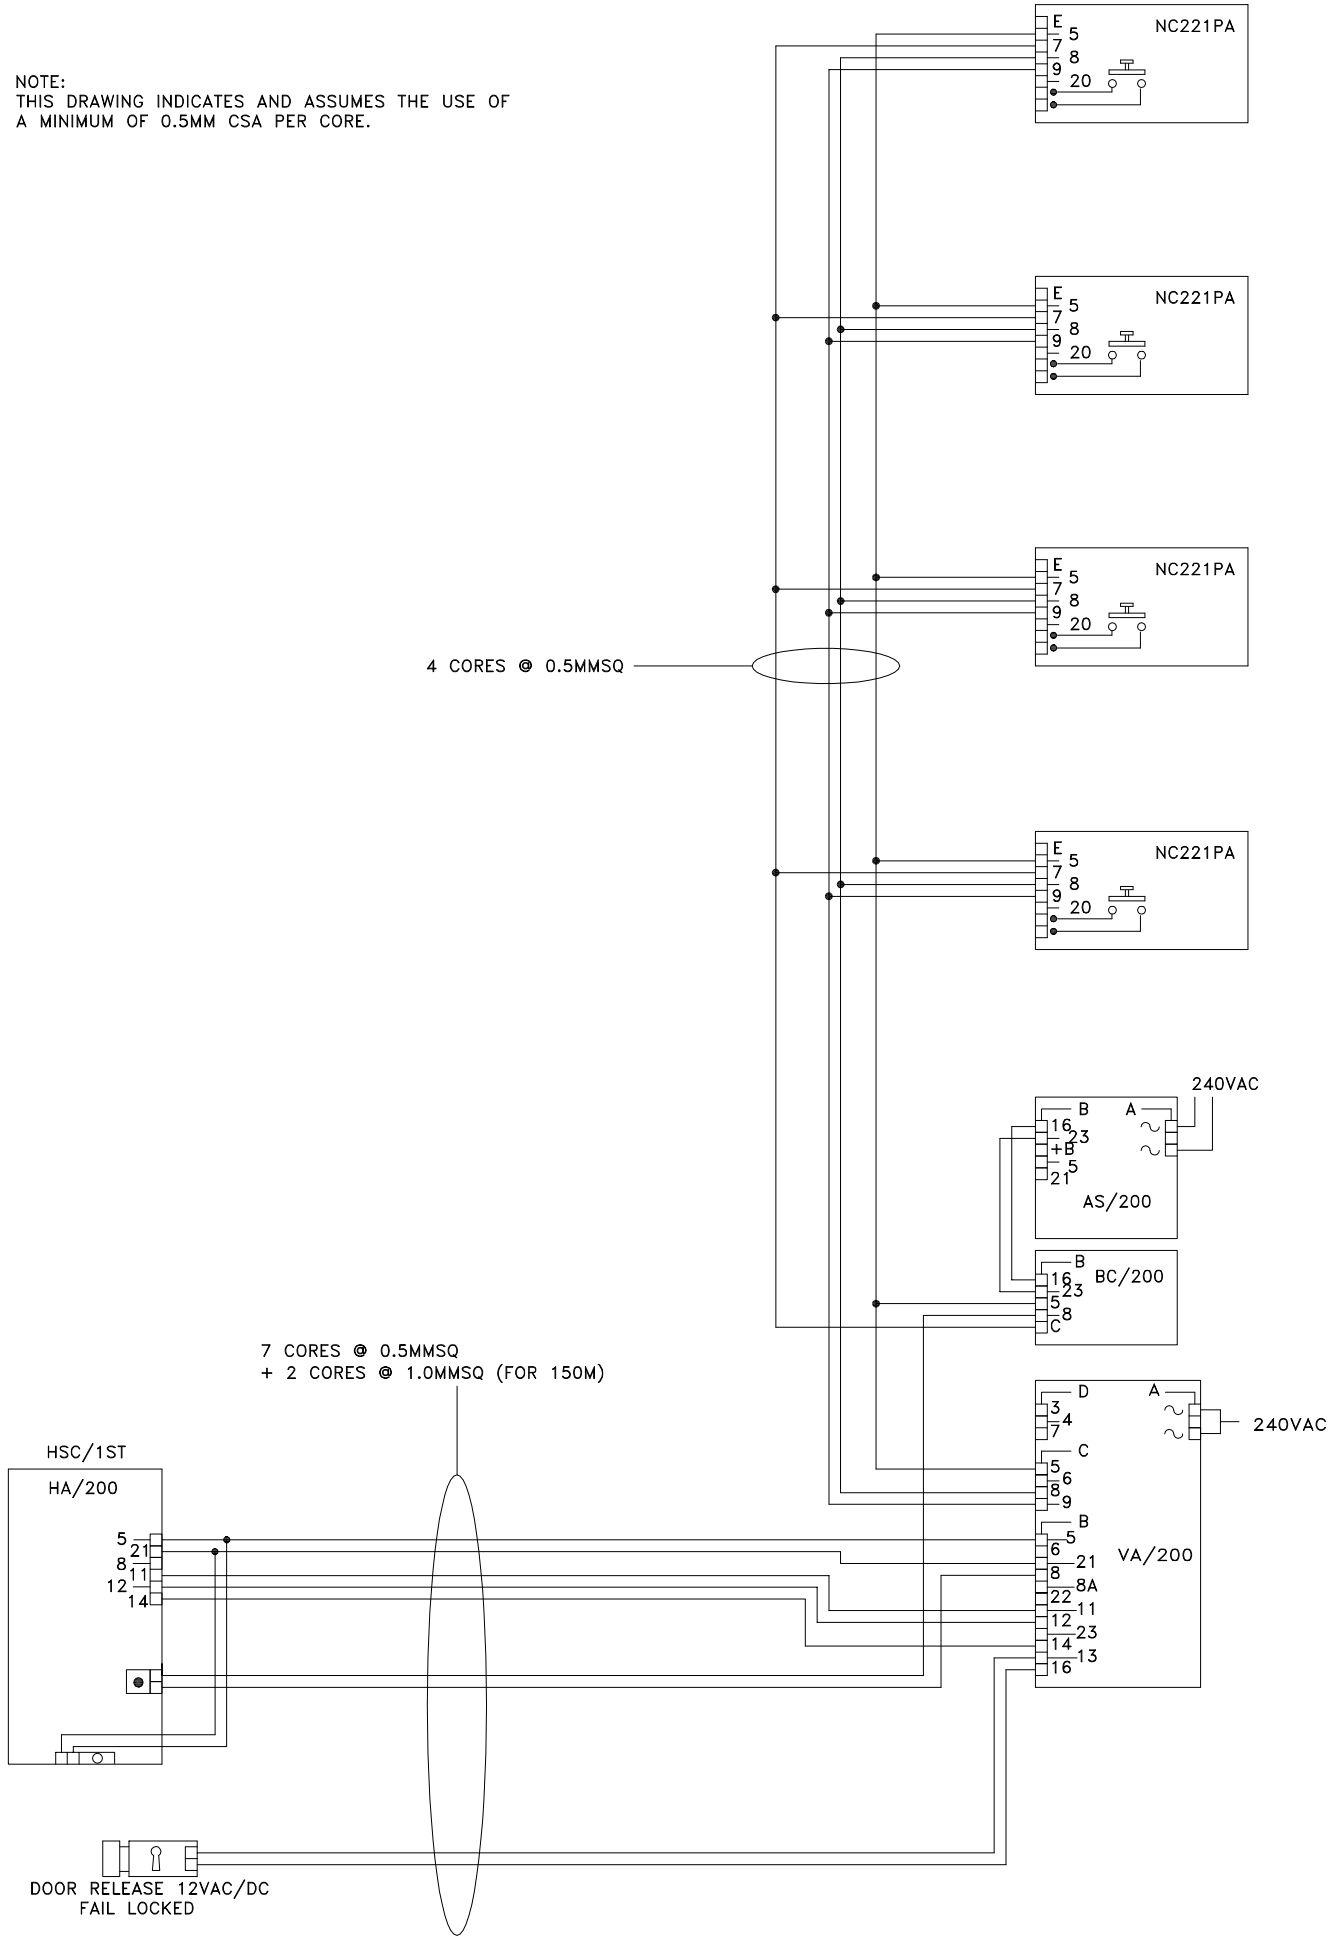 NOTE:
THIS DRAWING INDICATES AND ASSUMES THE USE OF
A MINIMUM OF 0.5MM CSA PER CORE.
NC221PA
E
5
7
8
9
20
NC221PA
E
5
7
8
9
20
NC221PA
E
5
7
8
9
20
4 CORES @ 0.5MMSQ
NC221PA
E
5
7
8
9
20
240VAC
B A
16
23
+B
5
21
AS/200
B
16
23
5
8
C
BC/200
7 CORES @ 0.5MMSQ
+ 2 CORES @ 1.0MMSQ (FOR 150M)
D A
3
4
7
240VAC
C
5
6
8
9
B
5
6
21
8
8A
22
11
12
23
14
13
16
VA/200
HSC/1ST
HA/200
5
21
8
11
12
14
DOOR RELEASE 12VAC/DC
FAIL LOCKED